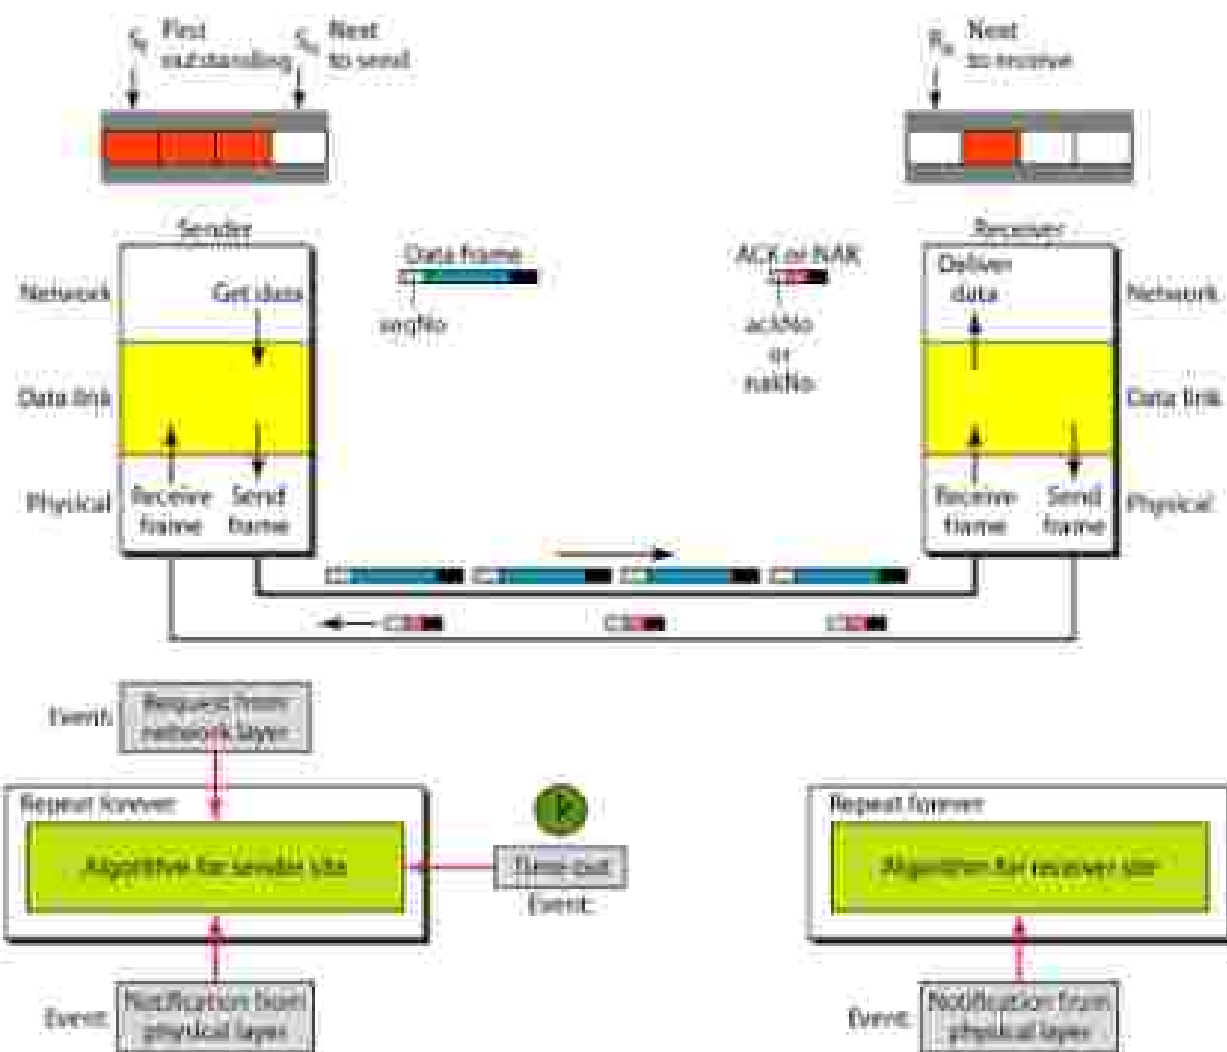 Sf First
outstanding
Sn Next
to send
Rn Next
to receive
Sender
Receiver
Network
Get data
Data frame
seqNo
ACK or NAK
ackNo
or
nakNo
Deliver
data
Network
Data link
Data link
Physical
Receive
frame
Send
frame
Receive
frame
Send
frame
Physical
Event:
Request from
network layer
Repeat forever
Algorithm for sender site
Time-out
Event:
Repeat forever
Algorithm for receiver site
Event:
Notification from
physical layer
Event:
Notification from
physical layer